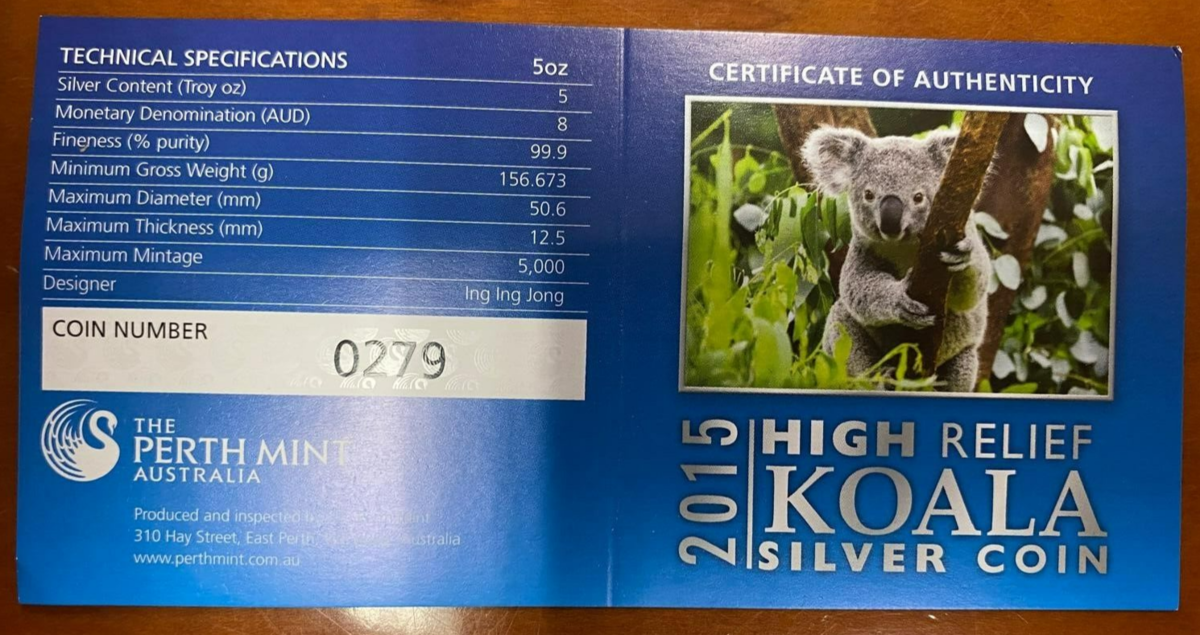 TECHNICAL SPECIFICATIONS 5oz
Silver Content (Troy oz) 5
Monetary Denomination (AUD) 8
Fineness (% purity) 99.9
Minimum Gross Weight (g) 156.673
Maximum Diameter (mm) 50.6
Maximum Thickness (mm) 12.5
Maximum Mintage 5,000
Designer Ing Ing Jong
COIN NUMBER
0279
THE
PERTH MINT
AUSTRALIA
Produced and inspected
310 Hay Street, East Perth, Australia
www.perthmint.com.au
CERTIFICATE OF AUTHENTICITY
2015
HIGH RELIEF
KOALA
SILVER COIN